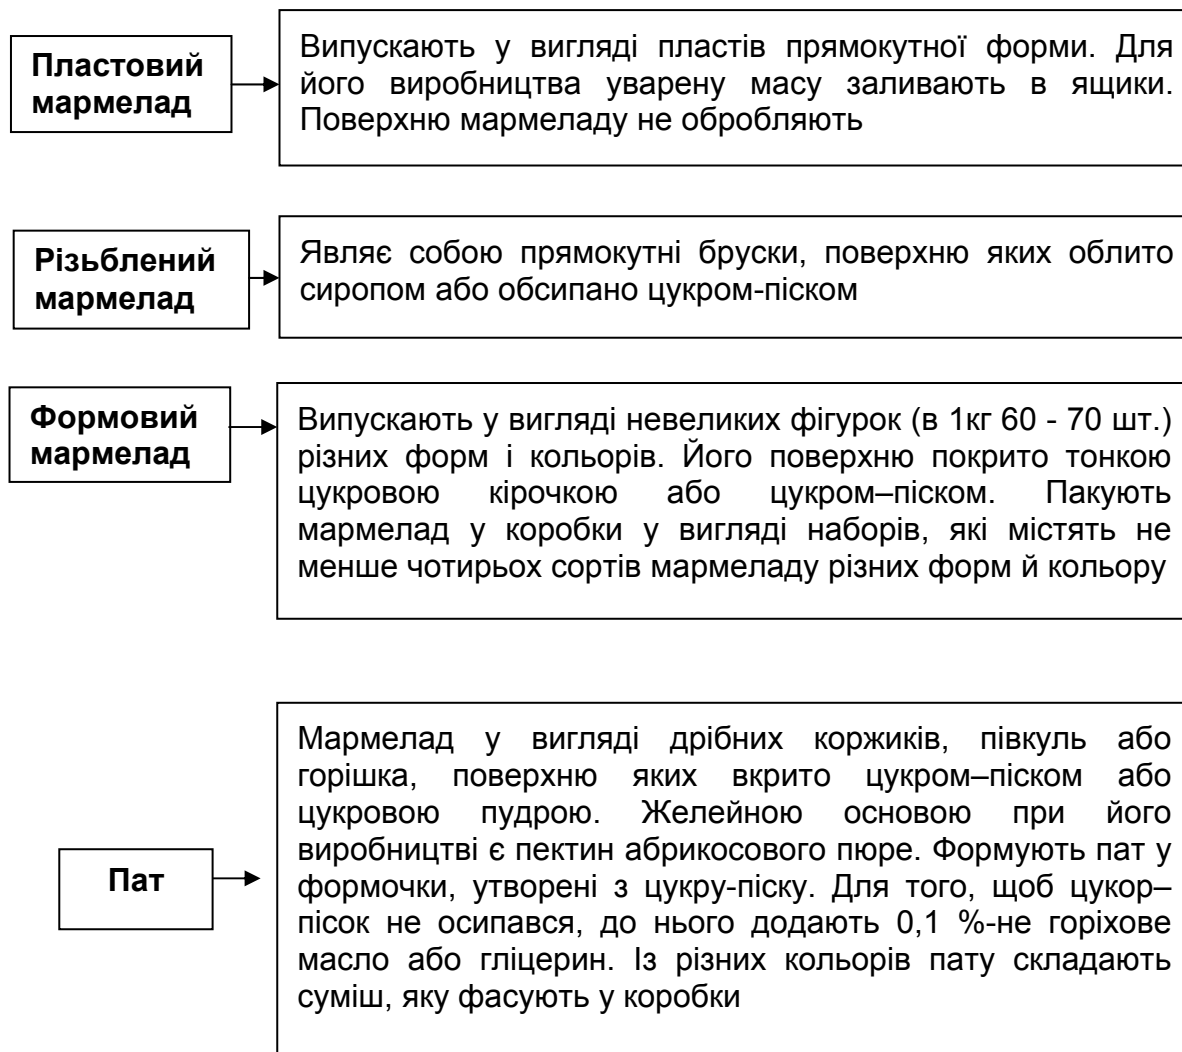 Пластовий
мармелад
Випускають у вигляді пластів прямокутної форми. Для
його виробництва уварену масу заливають в ящики.
Поверхню мармеладу не обробляють
Різьблений
мармелад
Являє собою прямокутні бруски, поверхню яких облито
сиропом або обсипано цукром-піском
Формовий
мармелад
Випускають у вигляді невеликих фігурок (в 1кг 60 - 70 шт.)
різних форм і кольорів. Його поверхню покрито тонкою
цукровою кірочкою або цукром–піском. Пакують
мармелад у коробки у вигляді наборів, які містять не
менше чотирьох сортів мармеладу різних форм й кольору
Пат
Мармелад у вигляді дрібних коржиків, півкуль або
горішка, поверхню яких вкрито цукром–піском або
цукровою пудрою. Желейною основою при його
виробництві є пектин абрикосового пюре. Формують пат у
формочки, утворені з цукру-піску. Для того, щоб цукор–
пісок не осипався, до нього додають 0,1 %-не горіхове
масло або гліцерин. Із різних кольорів пату складають
суміш, яку фасують у коробки